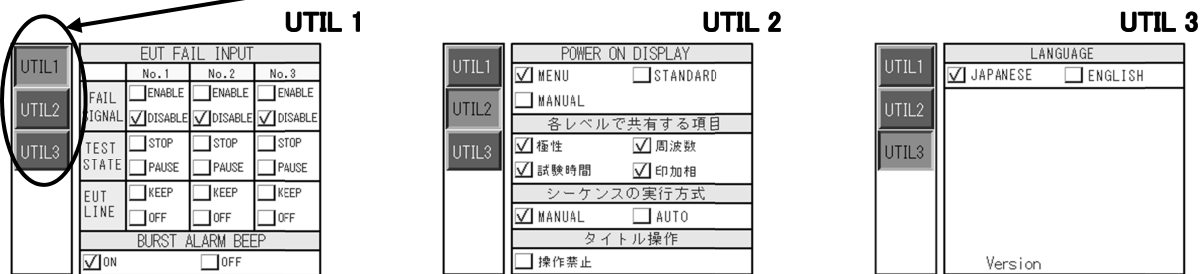 UTIL 1
UTIL1
UTIL2
UTIL3
EUT FAIL INPUT
No.1 No.2 No.3
FAIL SIGNAL
ENABLE ENABLE ENABLE
DISABLE DISABLE DISABLE
TEST STATE
STOP STOP STOP
PAUSE PAUSE PAUSE
EUT LINE
KEEP KEEP KEEP
OFF OFF OFF
BURST ALARM BEEP
ON OFF
UTIL 2
UTIL1
UTIL2
UTIL3
POWER ON DISPLAY
MENU STANDARD
MANUAL
各レベルで共有する項目
極性 周波数
試験時間 印加相
シーケンスの実行方式
MANUAL AUTO
タイトル操作
操作禁止
UTIL 3
UTIL1
UTIL2
UTIL3
LANGUAGE
JAPANESE ENGLISH
Version